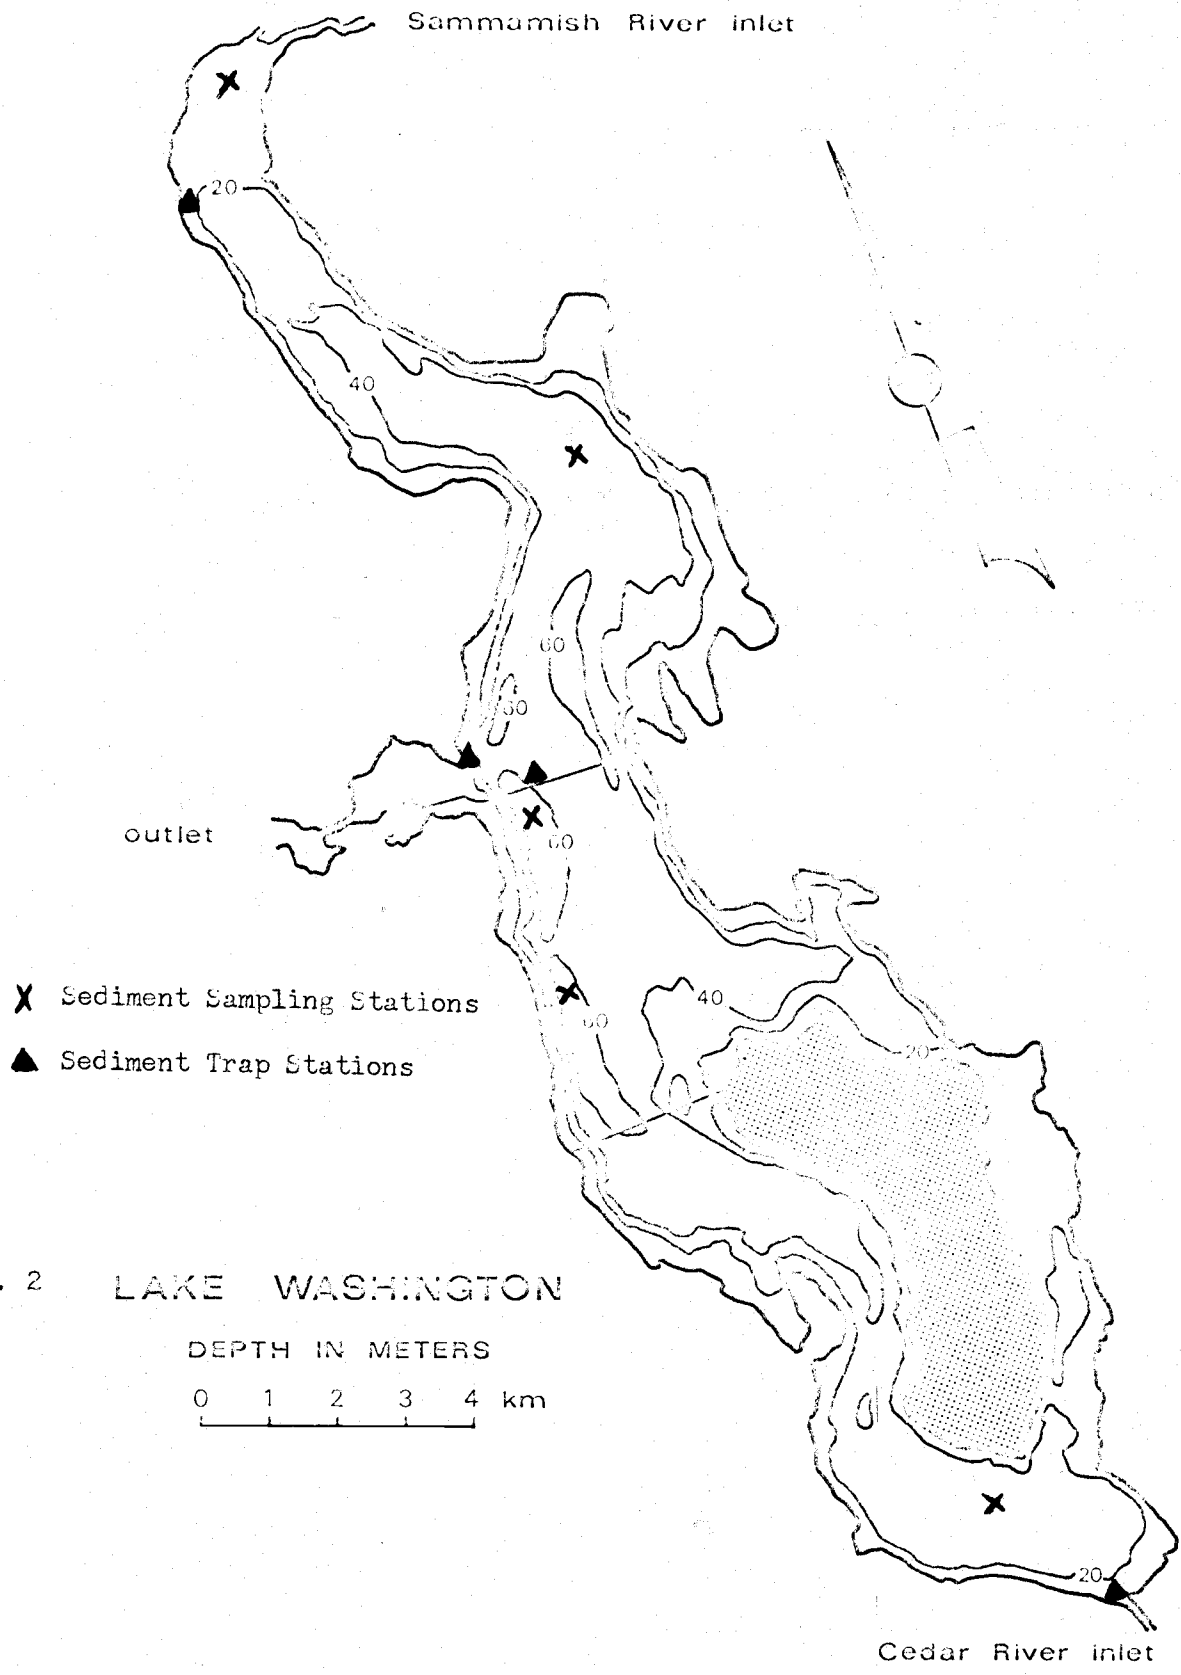 Sammamish River inlet
20
40
60
60
outlet
60
X Sediment Sampling Stations
40
60
▲ Sediment Trap Stations
20
. 2 LAKE WASHINGTON
DEPTH IN METERS
0 1 2 3 4 km
20
Cedar River inlet